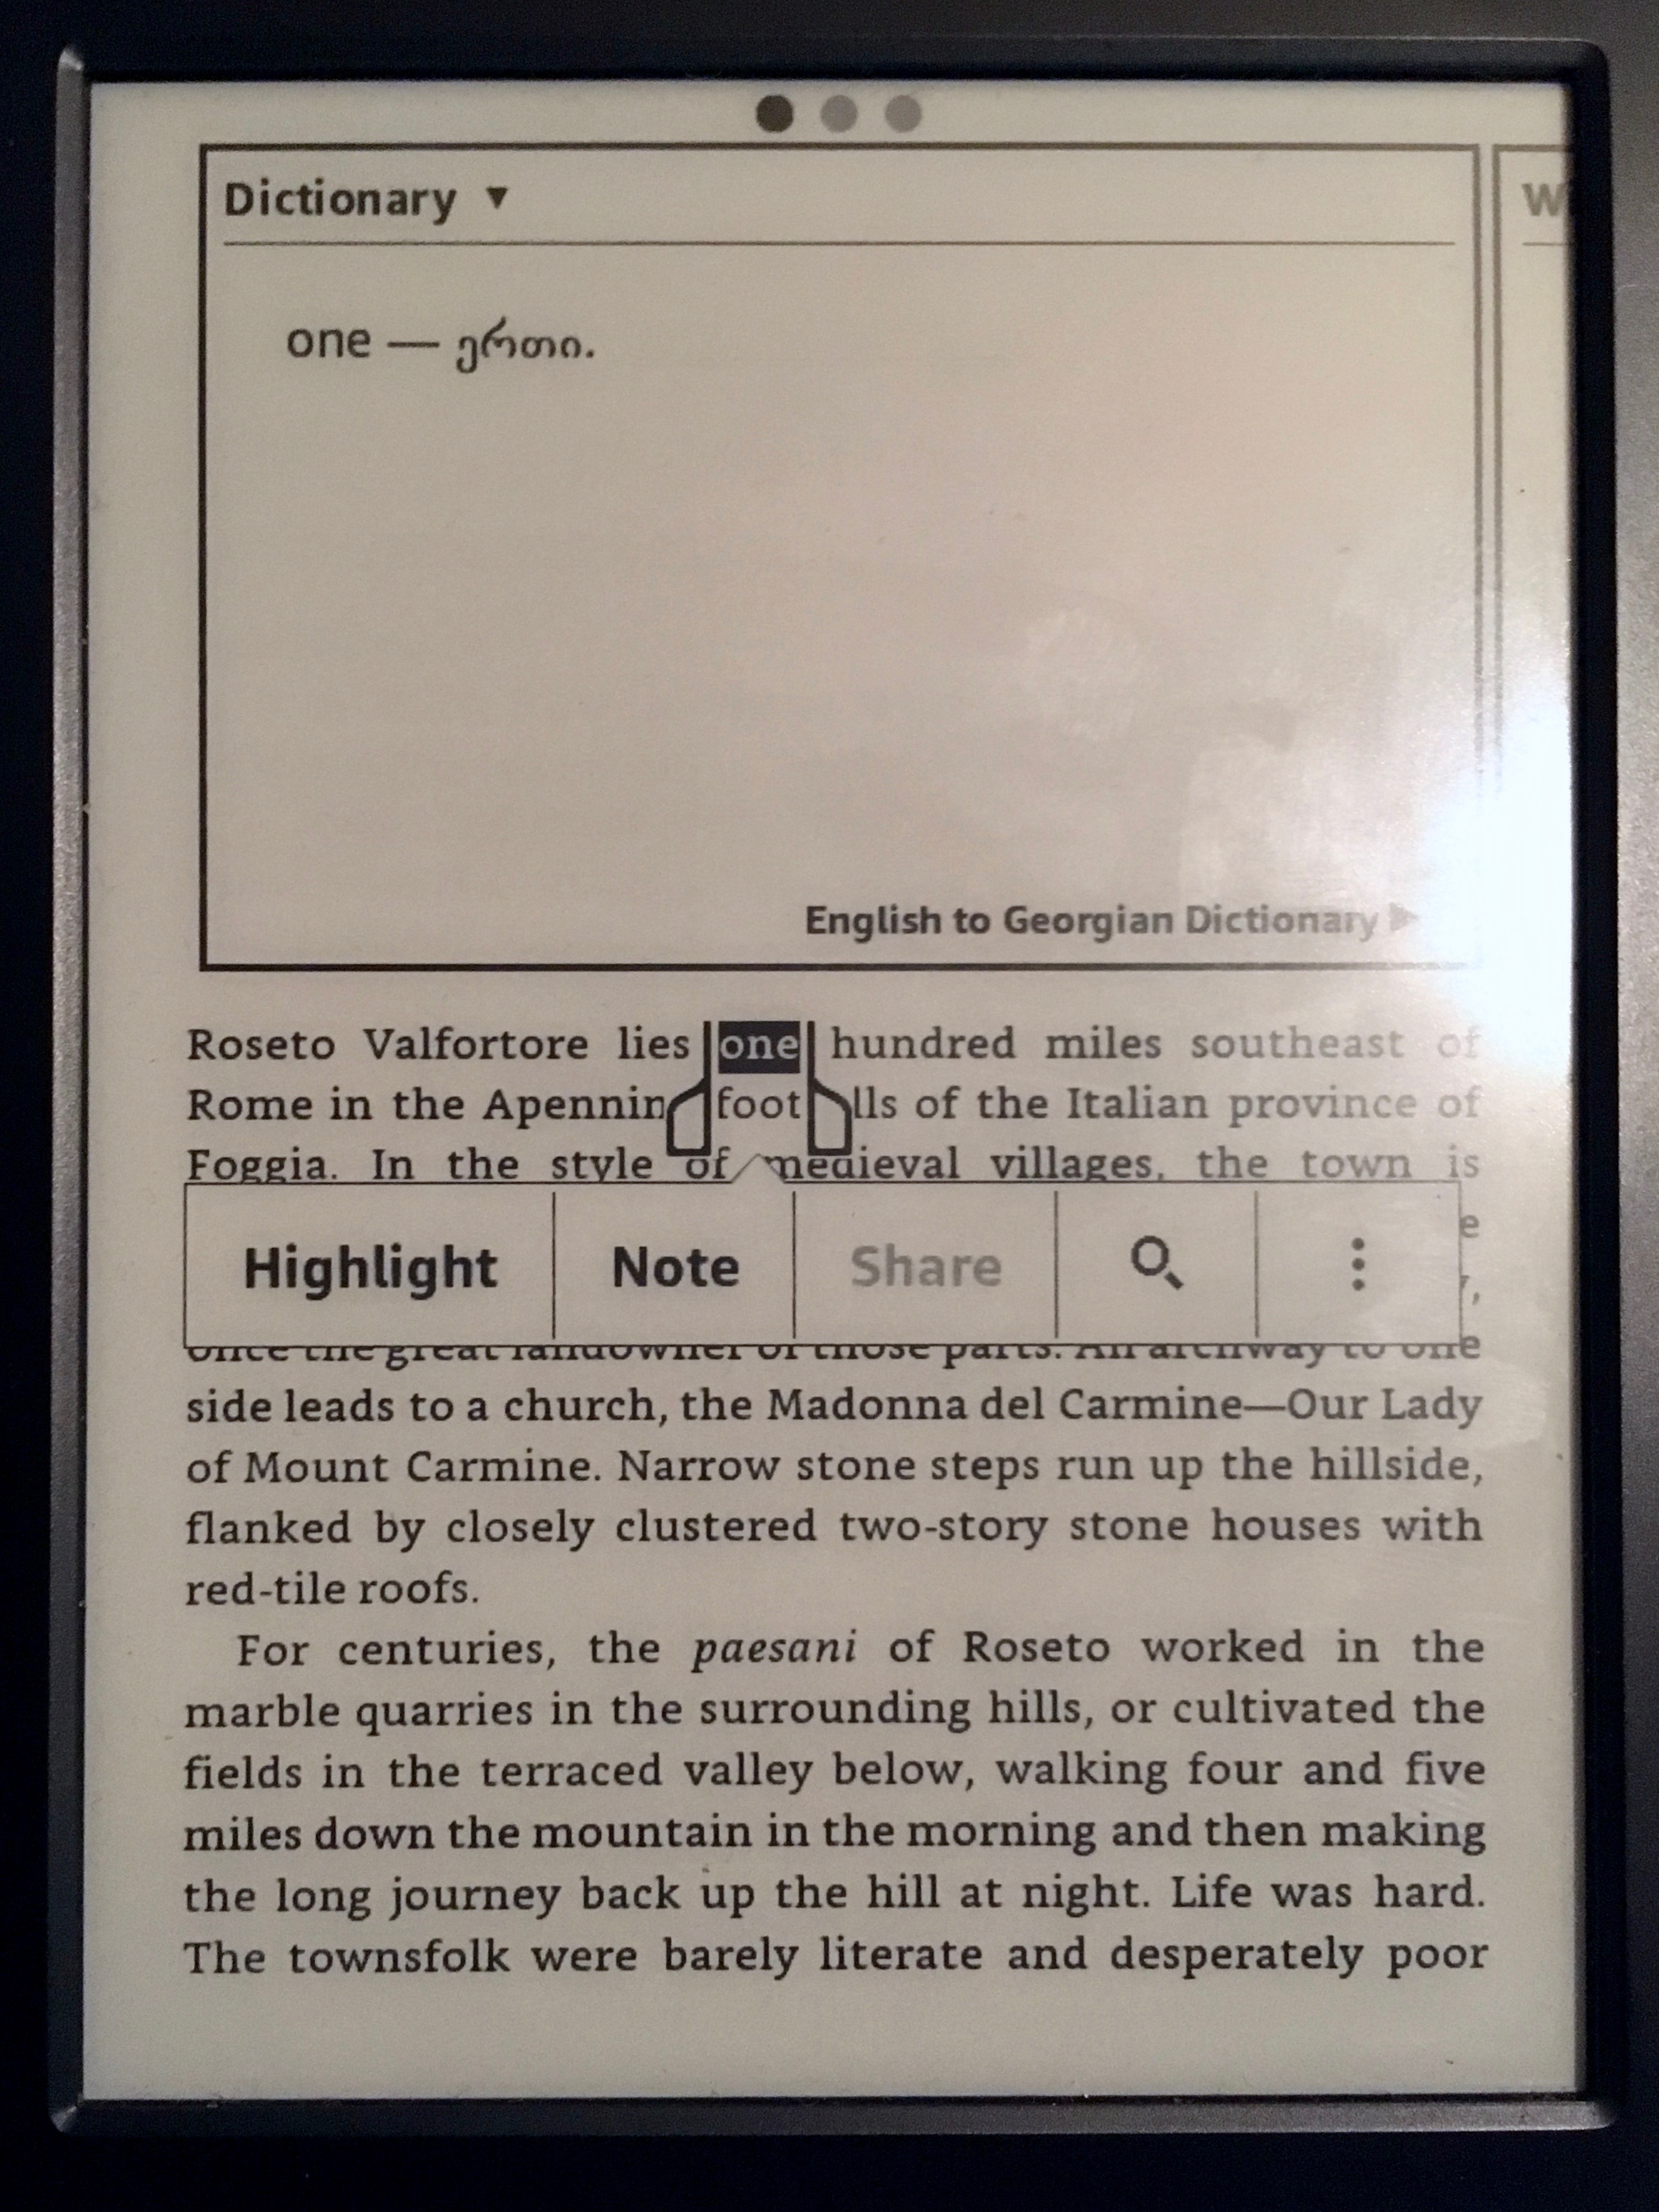 Dictionary ▼
W
one — ერთი.
English to Georgian Dictionary ▶
Roseto Valfortore lies one hundred miles southeast of
Rome in the Apennin foot lls of the Italian province of
Foggia. In the style of medieval villages, the town is
e
Highlight Note Share
,
once the great landowner of those parts. An archway to one
side leads to a church, the Madonna del Carmine—Our Lady
of Mount Carmine. Narrow stone steps run up the hillside,
flanked by closely clustered two-story stone houses with
red-tile roofs.
For centuries, the paesani of Roseto worked in the
marble quarries in the surrounding hills, or cultivated the
fields in the terraced valley below, walking four and five
miles down the mountain in the morning and then making
the long journey back up the hill at night. Life was hard.
The townsfolk were barely literate and desperately poor